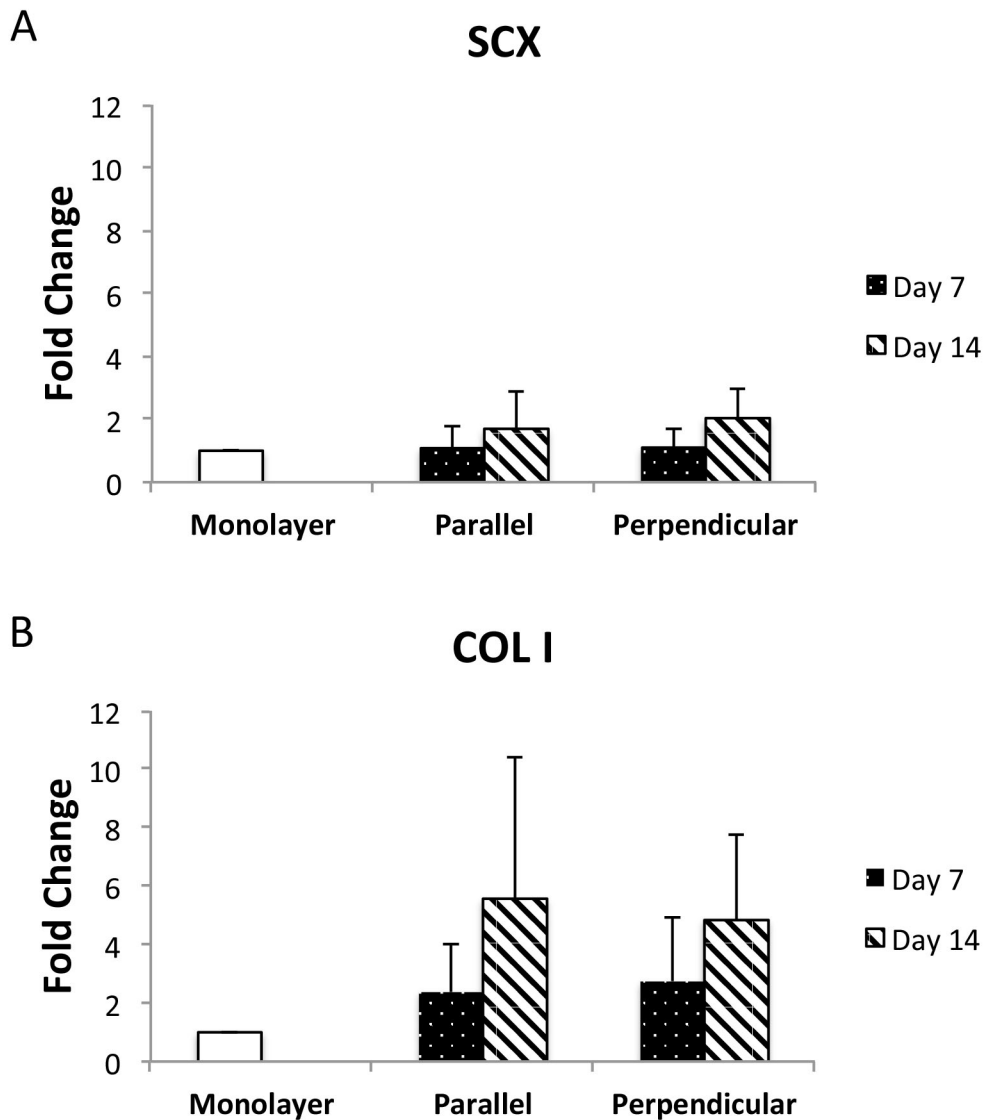 A
SCX
Fold Change
12
10
8
6
4
2
0
Monolayer Parallel Perpendicular
Day 7
Day 14
B
COL I
Fold Change
12
10
8
6
4
2
0
Monolayer Parallel Perpendicular
Day 7
Day 14